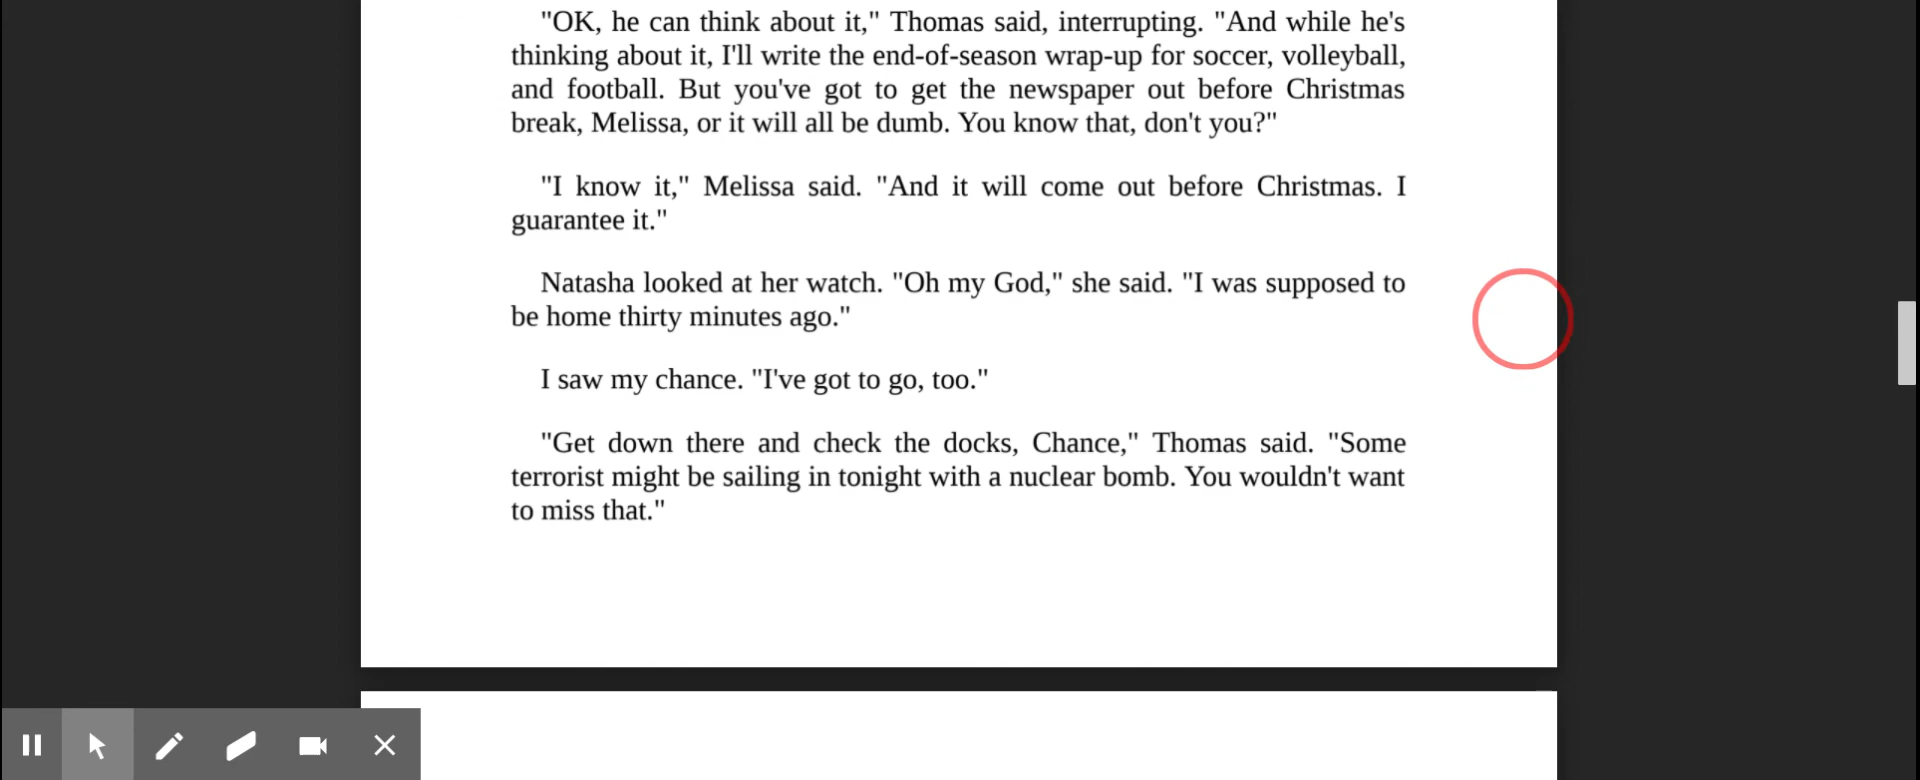 "OK, he can think about it," Thomas said, interrupting. "And while he's
thinking about it, I'll write the end-of-season wrap-up for soccer, volleyball,
and football. But you've got to get the newspaper out before Christmas
break, Melissa, or it will all be dumb. You know that, don't you?"
"I know it," Melissa said. "And it will come out before Christmas. I
guarantee it."
Natasha looked at her watch. "Oh my God," she said. "I was supposed to
be home thirty minutes ago."
I saw my chance. "I've got to go, too."
"Get down there and check the docks, Chance," Thomas said. "Some
terrorist might be sailing in tonight with a nuclear bomb. You wouldn't want
to miss that."